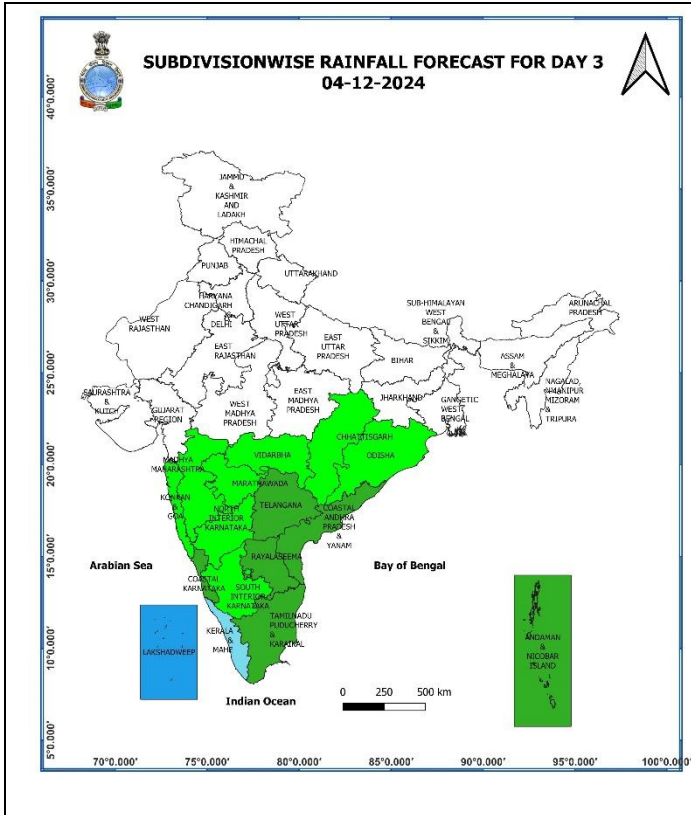 SUBDIVISIONWISE RAINFALL FORECAST FOR DAY 3
04-12-2024
40°0.000'
35°0.000'
30°0.000'
25°0.000'
20°0.000'
15°0.000'
10°0.000'
5°0.000'
JAMMU
&
KASHMIR
AND
LADAKH
HIMACHAL
PRADESH
PUNJAB
UTTARAKHAND
HARYANA
CHANDIGARH
&
DELHI
WEST
RAJASTHAN
WEST
UTTAR
PRADESH
EAST
RAJASTHAN
EAST
UTTAR
PRADESH
SUB-HIMALAYAN
WEST
BENGAL
&
SIKKIM
ARUNACHAL
PRADESH
BIHAR
ASSAM
&
MEGHALAYA
NAGALAD,
MANIPUR
MIZORAM
&
TRIPURA
SAURASHTRA
&
KUTCH
GUJARAT
REGION
WEST
MADHYA
PRADESH
EAST
MADHYA
PRADESH
JHARKHAND
GANGETIC
WEST
BENGAL
CHHATTISGARH
ODISHA
VIDARBHA
MADHYA
MAHARASHTRA
MARATHAWADA
KONKAN
&
GOA
TELANGANA
NORTH
INTERIOR
KARNATAKA
COASTAL
ANDHRA
PRADESH
&
YANAM
RAYALASEEMA
Arabian Sea
Bay of Bengal
COASTAL
KARNATAKA
SOUTH
INTERIOR
KARNATAKA
TAMILNADU
PUDUCHERRY
&
KARAIKAL
KERALA
&
MAHE
LAKSHADWEEP
ANDAMAN
&
NICOBAR
ISLAND
Indian Ocean
0 250 500 km
70°0.000' 75°0.000' 80°0.000' 85°0.000' 90°0.000' 95°0.000' 100°0.000'